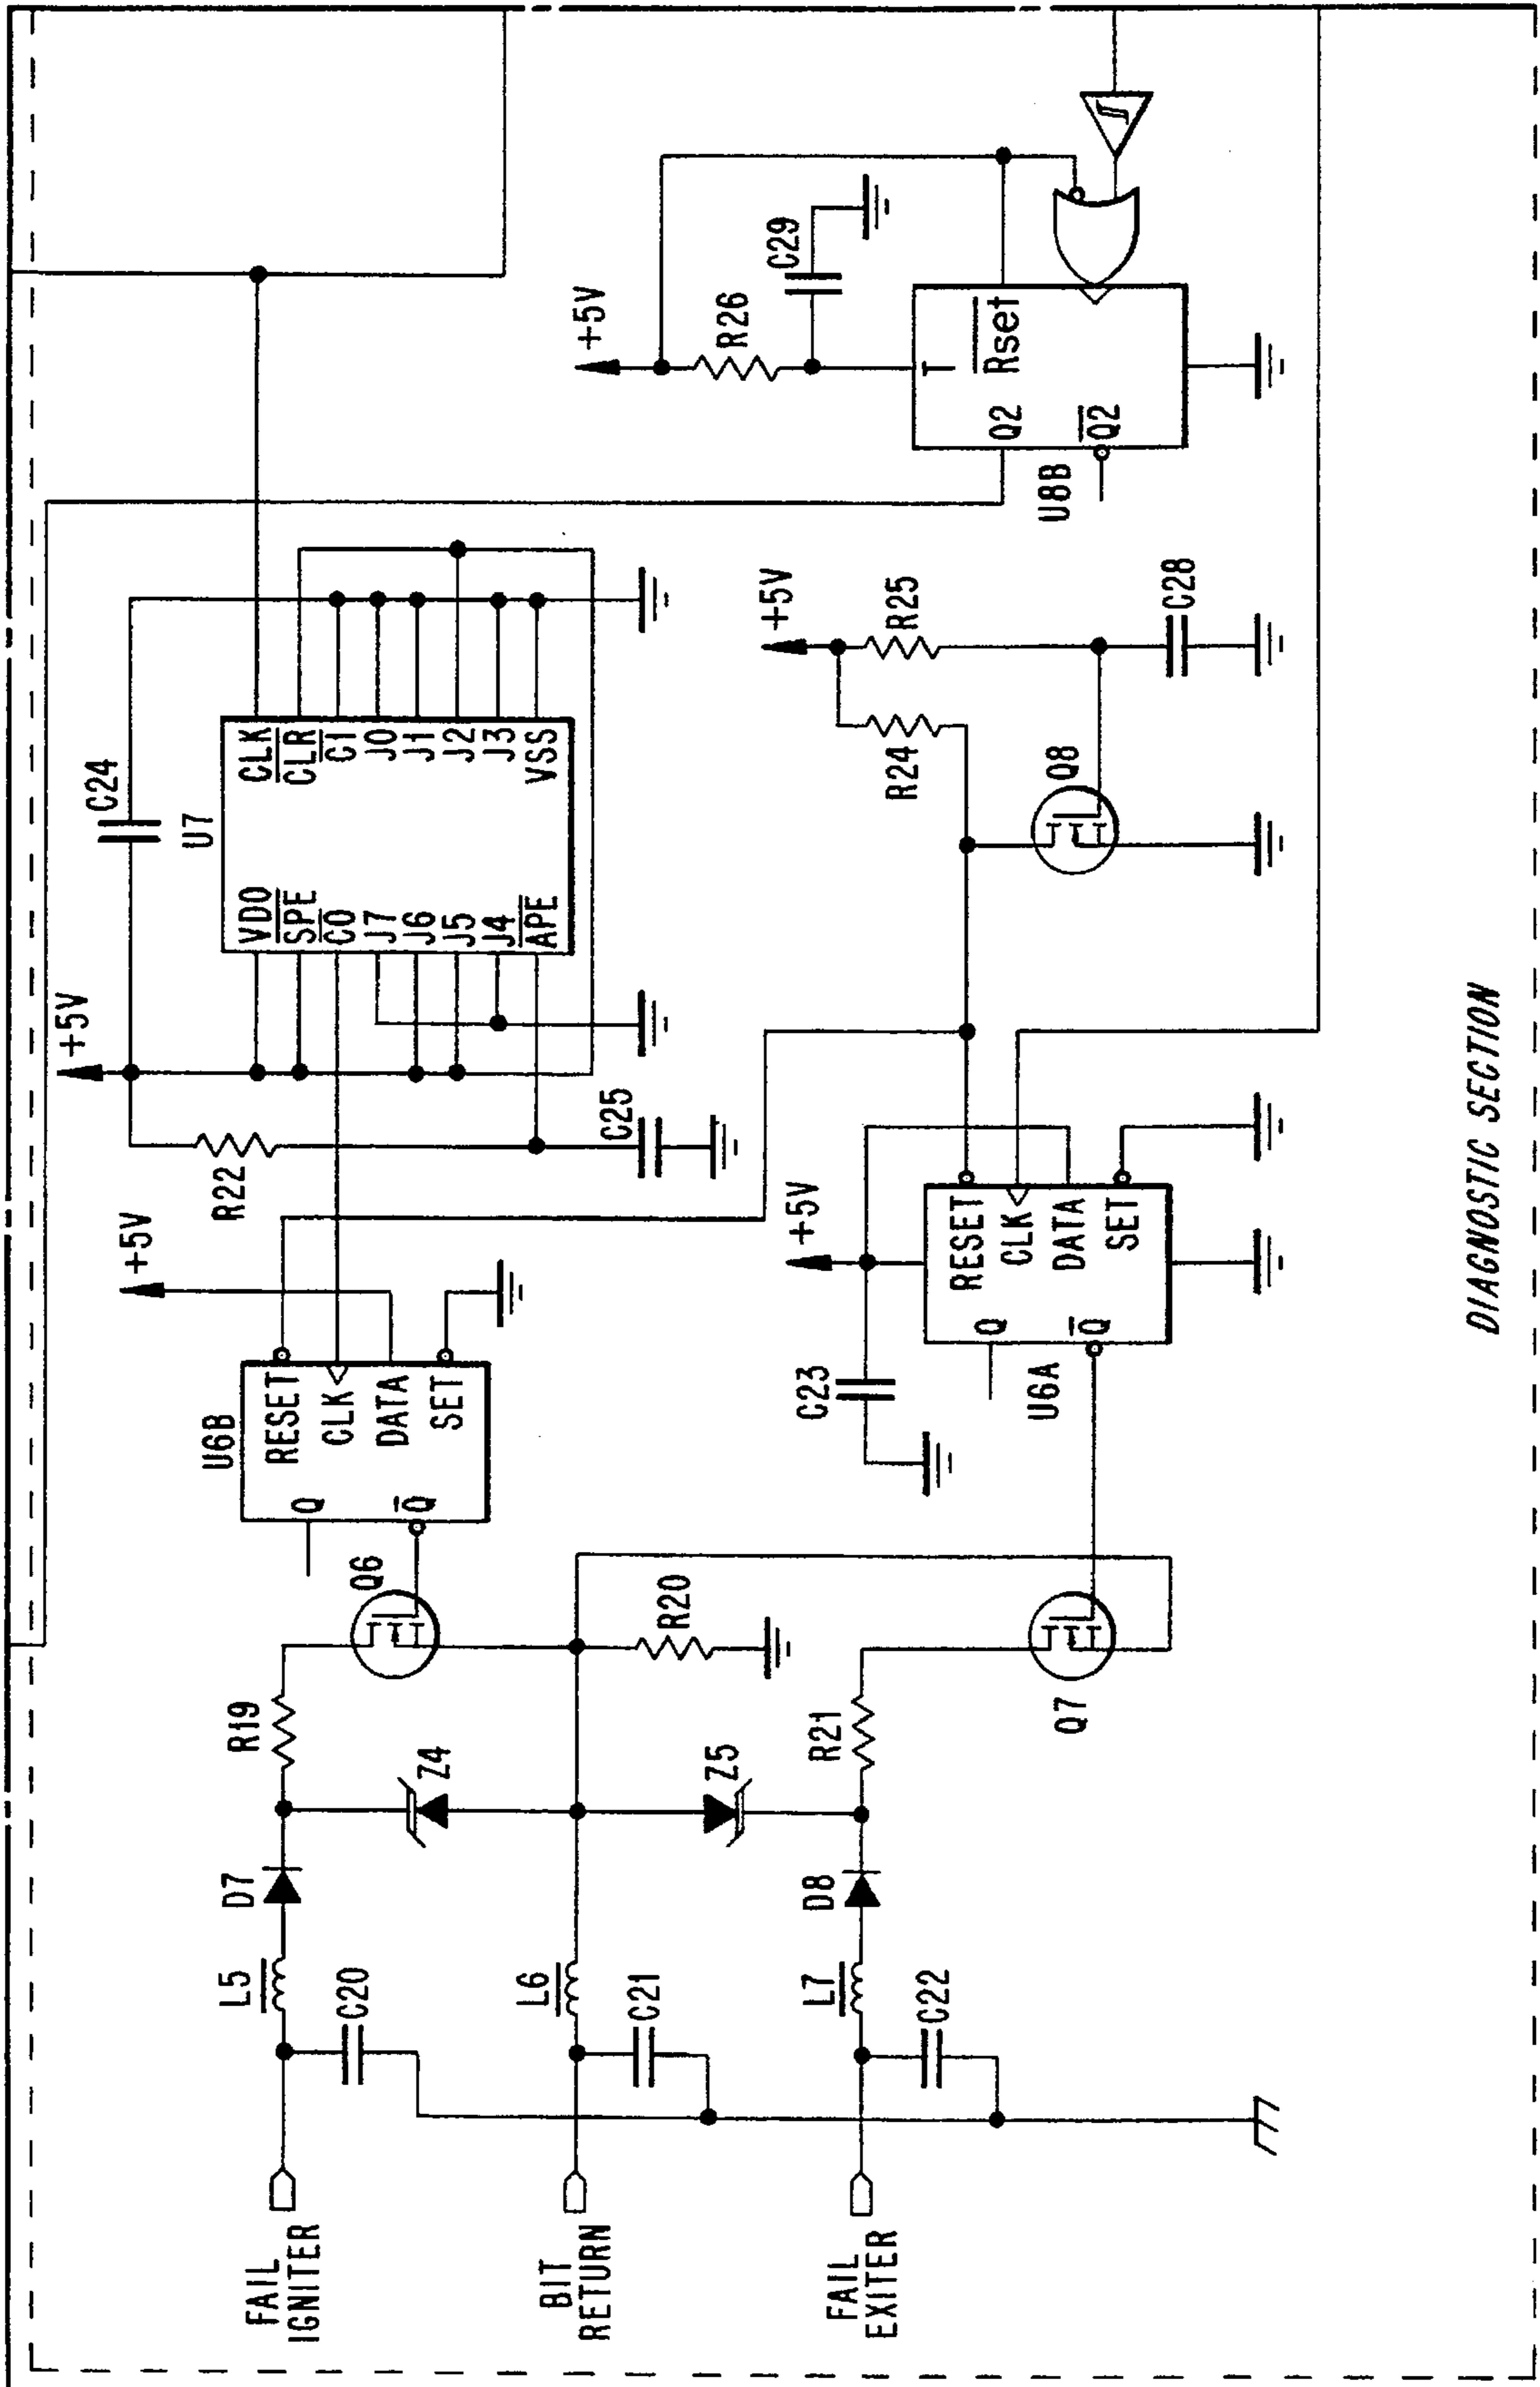 FAIL
IGNITER
L5
C20
D7
R19
Z4
Q6
U6B
RESET
CLK
DATA
SET
Q
Q
+5V
R22
+5V
C24
U7
VDO
SPE
CO
J7
J6
J5
J4
APE
CLK
CLR
C1
J0
J1
J2
J3
VSS
C25
BIT
RETURN
L6
C21
R20
Z5
FAIL
EXITER
L7
C22
D8
R21
Q7
C23
+5V
U6A
RESET
CLK
DATA
SET
Q
Q
+5V
R24
R25
Q8
C28
+5V
R26
C29
T
Rset
Q2
Q2
U8B
DIAGNOSTIC SECTION